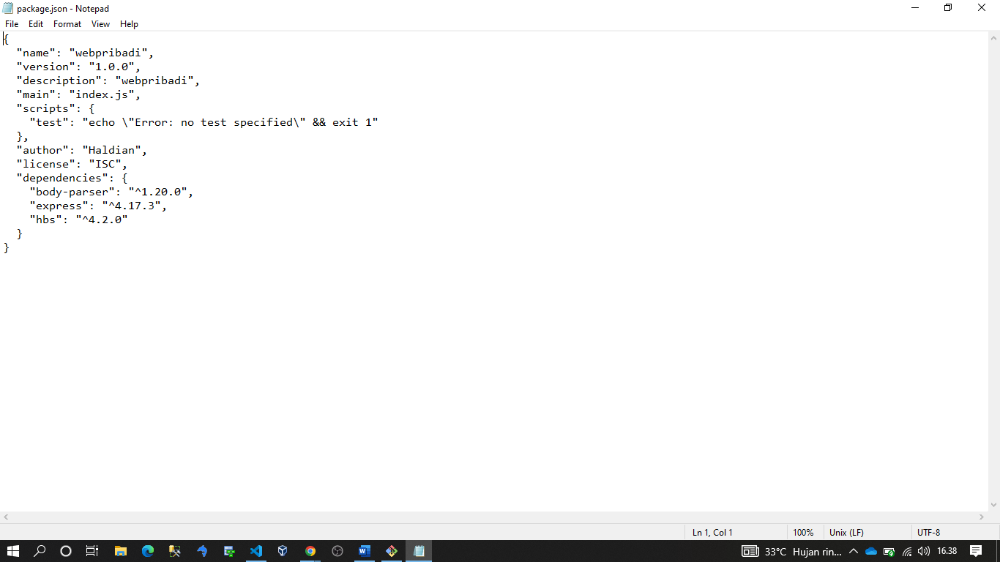 package.json - Notepad
File Edit Format View Help
{
  "name": "webpribadi",
  "version": "1.0.0",
  "description": "webpribadi",
  "main": "index.js",
  "scripts": {
    "test": "echo \"Error: no test specified\" && exit 1"
  },
  "author": "Haldian",
  "license": "ISC",
  "dependencies": {
    "body-parser": "^1.20.0",
    "express": "^4.17.3",
    "hbs": "^4.2.0"
  }
}
Ln 1, Col 1 100% Unix (LF) UTF-8
33°C Hujan rin... 16.38